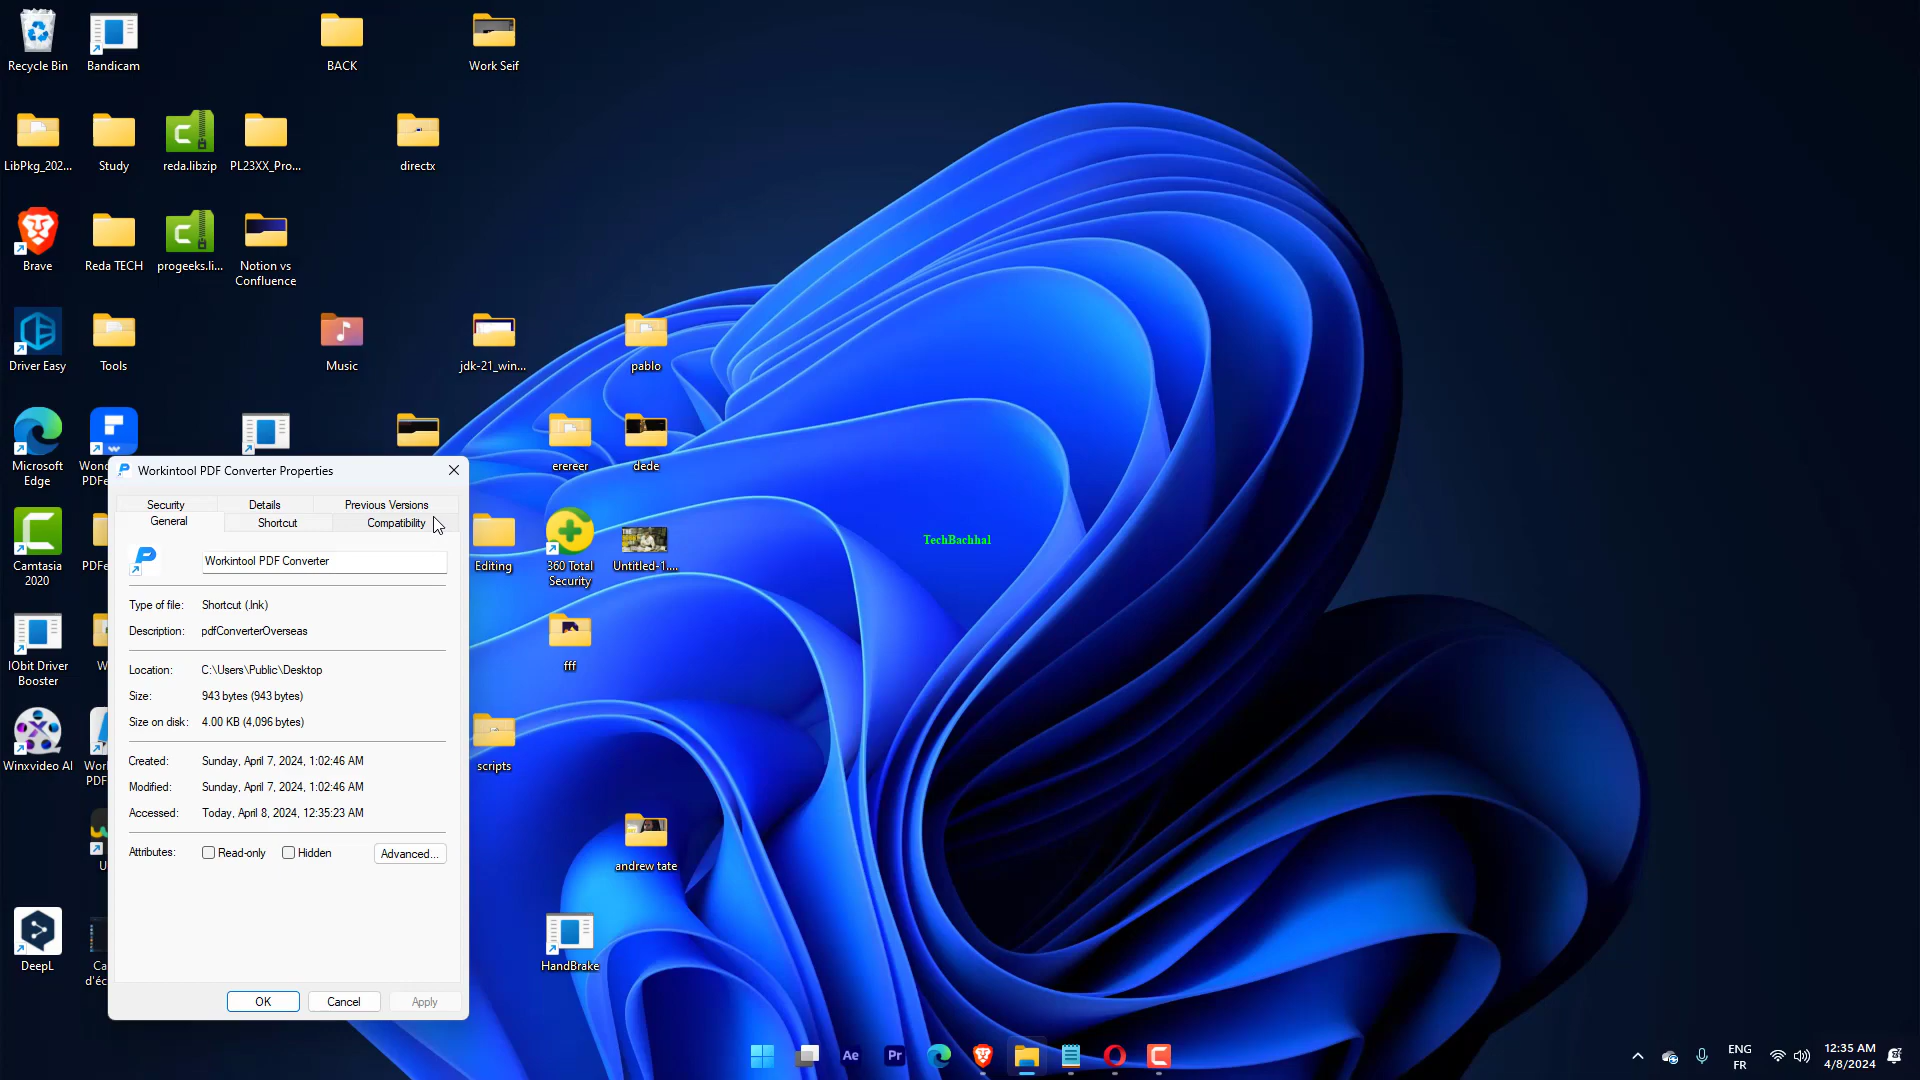 Recycle Bin
Bandicam
BACK
Work Seif
LibPkg_202...
Study
reda.libzip
PL23XX_Pro...
directx
Brave
Reda TECH
progeeks.li...
Notion vs
Confluence
Driver Easy
Tools
Music
jdk-21_win...
pablo
Microsoft
Edge
Wond
PDFe
erereer
dede
Camtasia
2020
PDFe
Editing
360 Total
Security
Untitled-1....
IObit Driver
Booster
W
fff
Winxvideo AI
Wor
PDF
scripts
U
andrew tate
DeepL
Ca
d'éc
HandBrake
Workintool PDF Converter Properties
Security
Details
Previous Versions
General
Shortcut
Compatibility
Workintool PDF Converter
Type of file: Shortcut (.lnk)
Description: pdfConverterOverseas
Location: C:\Users\Public\Desktop
Size: 943 bytes (943 bytes)
Size on disk: 4.00 KB (4,096 bytes)
Created: Sunday, April 7, 2024, 1:02:46 AM
Modified: Sunday, April 7, 2024, 1:02:46 AM
Accessed: Today, April 8, 2024, 12:35:23 AM
Attributes: Read-only Hidden Advanced...
OK Cancel Apply
TechBachhal
Ae
Pr
ENG
FR
12:35 AM
4/8/2024